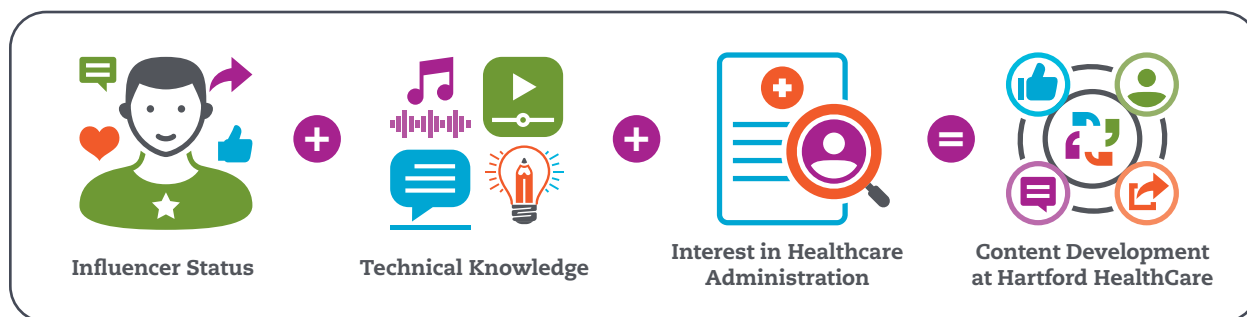 Influencer Status
Technical Knowledge
Interest in Healthcare
Administration
Content Development
at Hartford HealthCare